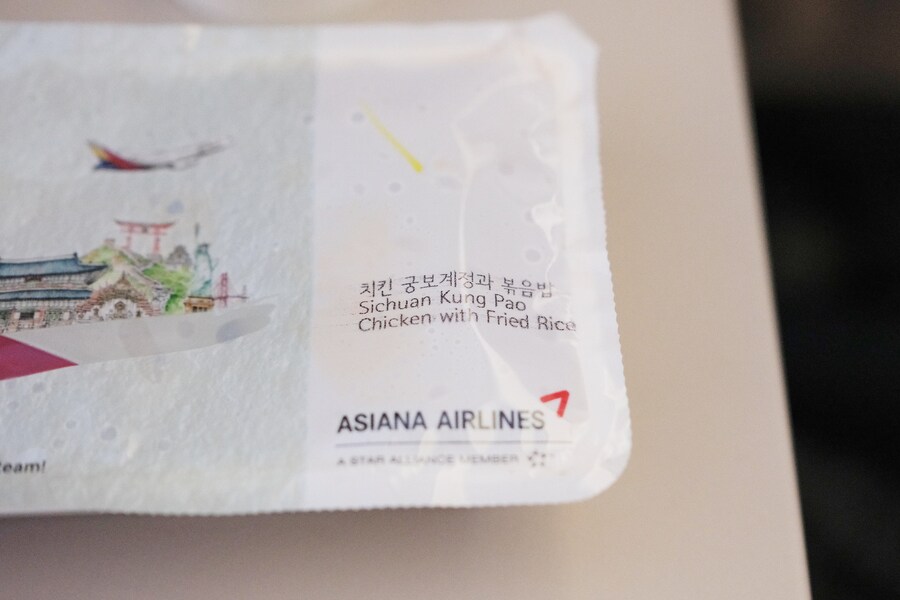 치킨 궁보계정과 볶음밥
Sichuan Kung Pao
Chicken with Fried Rice
ASIANA AIRLINES
A STAR ALLIANCE MEMBER
team!